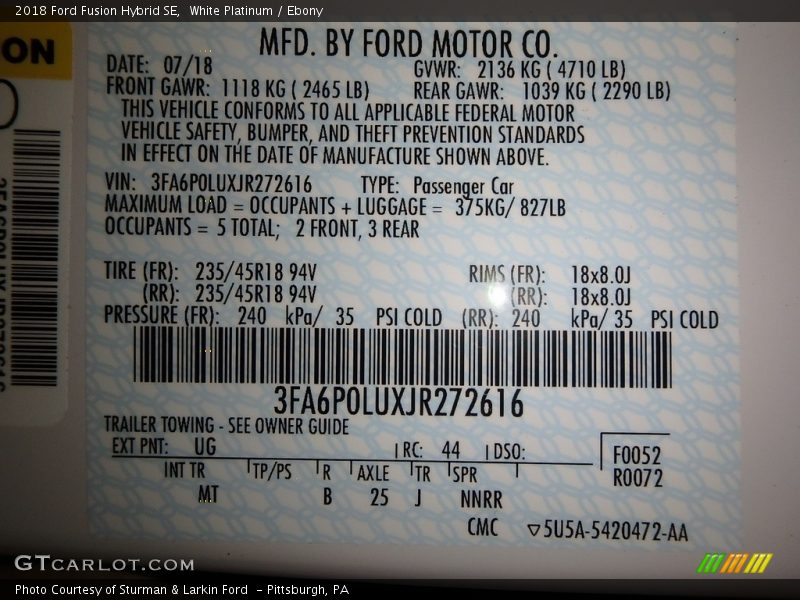 2018 Ford Fusion Hybrid SE, White Platinum / Ebony
ON
MFD. BY FORD MOTOR CO.
DATE: 07/18 GVWR: 2136 KG ( 4710 LB)
FRONT GAWR: 1118 KG ( 2465 LB) REAR GAWR: 1039 KG ( 2290 LB)
THIS VEHICLE CONFORMS TO ALL APPLICABLE FEDERAL MOTOR
VEHICLE SAFETY, BUMPER, AND THEFT PREVENTION STANDARDS
IN EFFECT ON THE DATE OF MANUFACTURE SHOWN ABOVE.
VIN: 3FA6P0LUXJR272616 TYPE: Passenger Car
MAXIMUM LOAD = OCCUPANTS + LUGGAGE = 375KG/ 827LB
OCCUPANTS = 5 TOTAL; 2 FRONT, 3 REAR
TIRE (FR): 235/45R18 94V RIMS (FR): 18x8.0J
(RR): 235/45R18 94V (RR): 18x8.0J
PRESSURE (FR): 240 kPa/ 35 PSI COLD (RR): 240 kPa/ 35 PSI COLD
3FA6P0LUXJR272616
TRAILER TOWING - SEE OWNER GUIDE
EXT PNT: UG RC: 44 DSO: F0052
INT TR TP/PS R AXLE TR SPR R0072
MT B 25 J NNRR
CMC 5U5A-5420472-AA
GTCARLOT.COM
Photo Courtesy of Sturman & Larkin Ford - Pittsburgh, PA